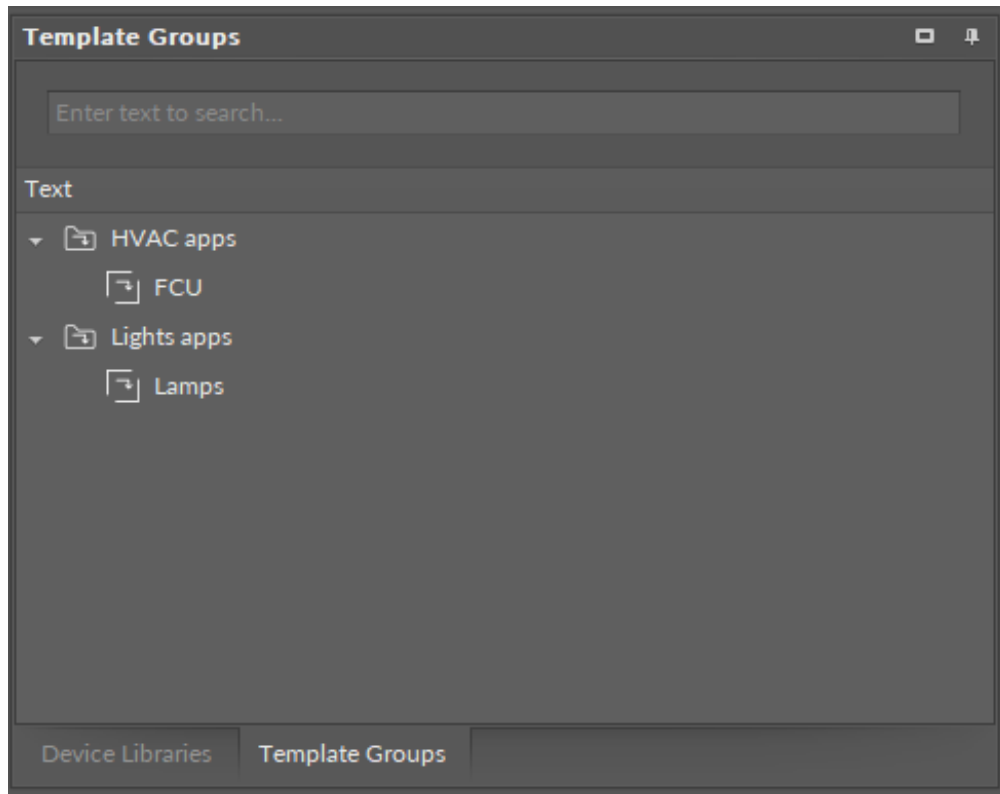 Template Groups
Enter text to search...
Text
HVAC apps
FCU
Lights apps
Lamps
Device Libraries Template Groups